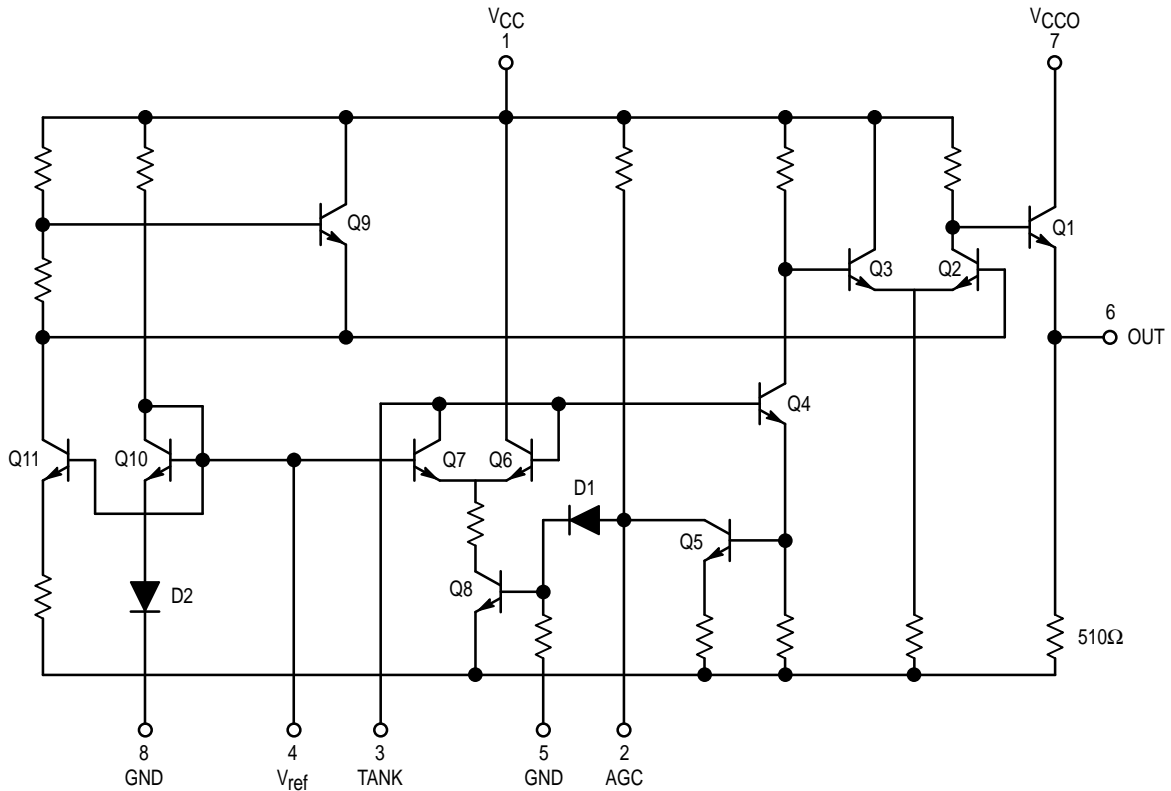 VCC
1
VCCO
7
Q9
Q3
Q2
Q1
6
OUT
Q4
Q11
Q10
Q7
Q6
D1
Q5
Q8
D2
510Ω
8
GND
4
Vref
3
TANK
5
GND
2
AGC